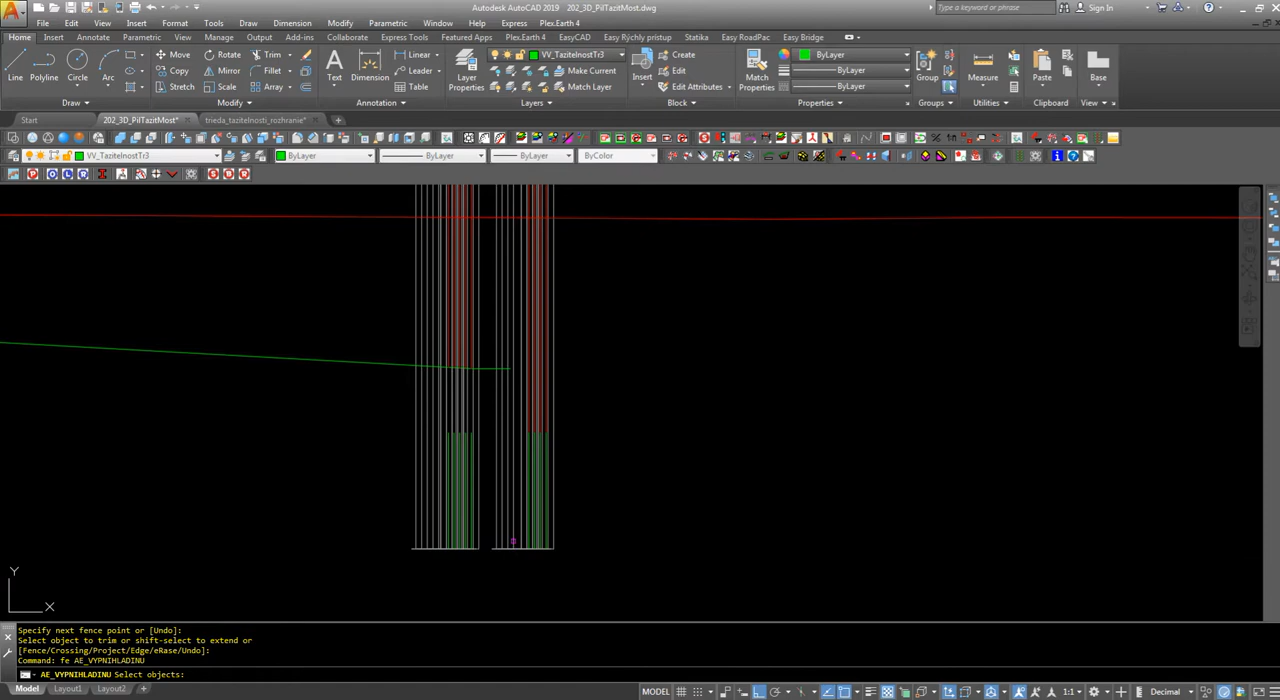 Autodesk AutoCAD 2019   202_3D_PilTazitMost.dwg
Type a keyword or phrase
Sign In
File Edit View Insert Format Tools Draw Dimension Modify Parametric Window Help Express Plex.Earth 4
Home Insert Annotate Parametric View Manage Output Add-ins Collaborate Express Tools Featured Apps Plex.Earth 4 EasyCAD Easy Rýchly prístup Statika Easy RoadPac Easy Bridge
Line Polyline Circle Arc
Move Rotate Trim
Copy Mirror Fillet
Stretch Scale Array
Text Dimension
Linear
Leader
Table
Layer Properties
VV_TazitelnostTr3
Make Current
Match Layer
Insert
Create
Edit
Edit Attributes
Match Properties
ByLayer
ByLayer
ByLayer
Group
Measure
Paste
Base
Draw Modify Annotation Layers Block Properties Groups Utilities Clipboard View
Start 202_3D_PilTazitMost* trieda_tazitelnosti_rozhranie*
VV_TazitelnostTr3 ByLayer ByLayer ByLayer ByColor
Y
X
Specify next fence point or [Undo]:
Select object to trim or shift-select to extend or
[Fence/Crossing/Project/Edge/eRase/Undo]:
Command: fe AE_VYPNIHLADINU
AE_VYPNIHLADINU Select objects:
Model Layout1 Layout2 +
MODEL 1:1 Decimal